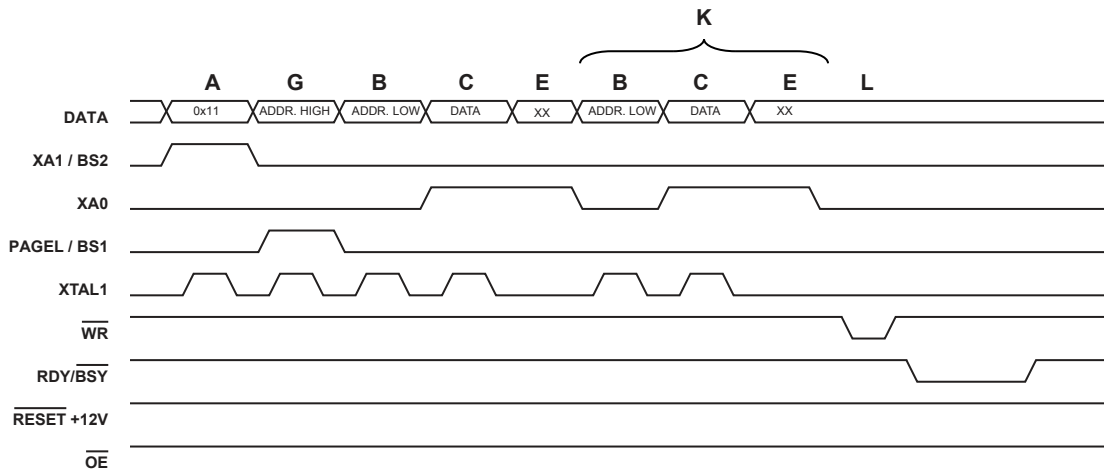 K
A G B C E B C E L
DATA 0x11 ADDR. HIGH ADDR. LOW DATA XX ADDR. LOW DATA XX
XA1 / BS2
XA0
PAGEL / BS1
XTAL1
WR
RDY/BSY
RESET +12V
OE